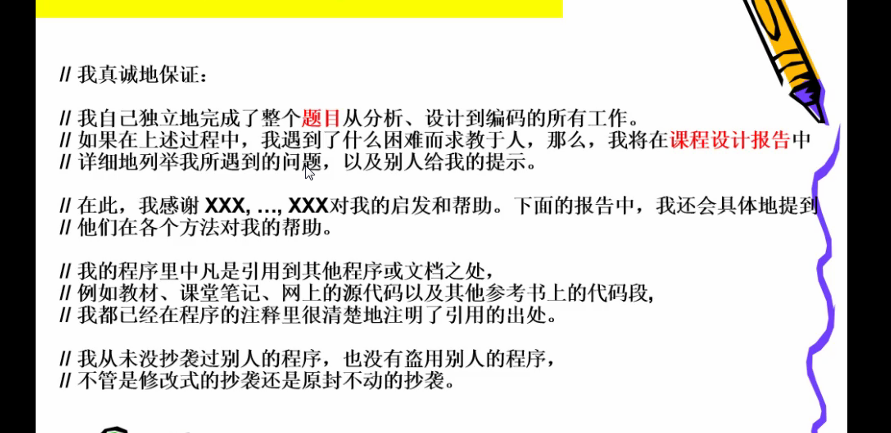 // 我真诚地保证：
// 我自己独立地完成了整个题目从分析、设计到编码的所有工作。
// 如果在上述过程中，我遇到了什么困难而求教于人，那么，我将在课程设计报告中
// 详细地列举我所遇到的问题，以及别人给我的提示。
// 在此，我感谢 XXX, …, XXX对我的启发和帮助。下面的报告中，我还会具体地提到
// 他们在各个方法对我的帮助。
// 我的程序里中凡是引用到其他程序或文档之处，
// 例如教材、课堂笔记、网上的源代码以及其他参考书上的代码段,
// 我都已经在程序的注释里很清楚地注明了引用的出处。
// 我从未没抄袭过别人的程序，也没有盗用别人的程序，
// 不管是修改式的抄袭还是原封不动的抄袭。